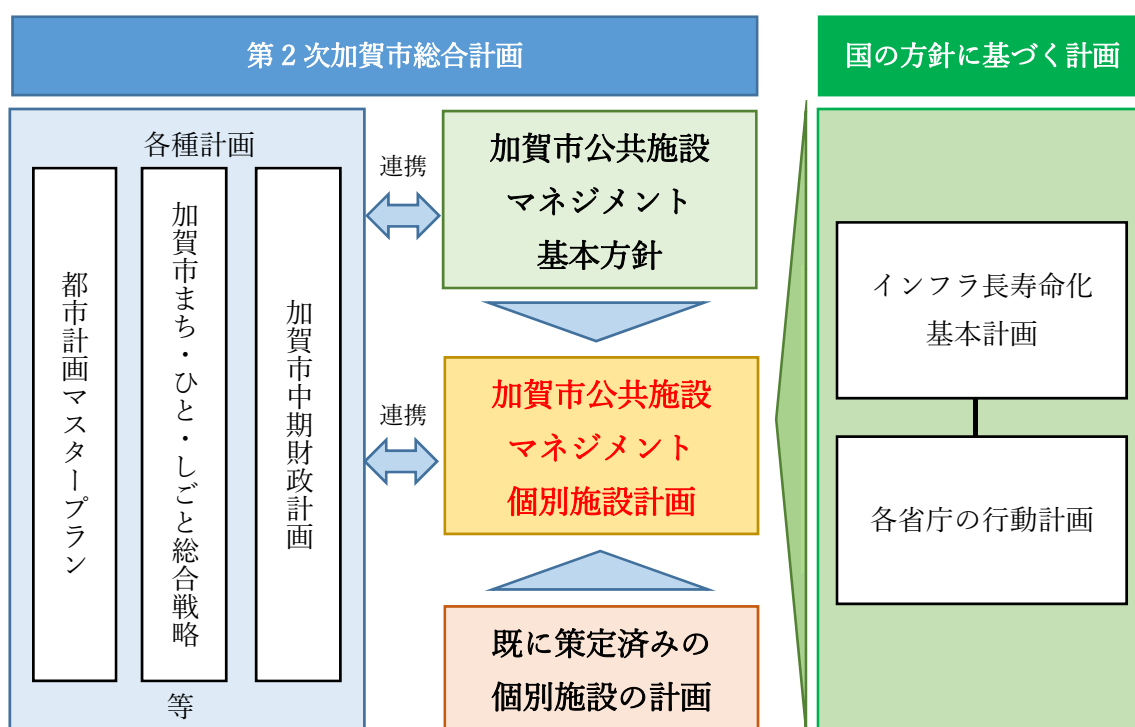 第２次加賀市総合計画
国の方針に基づく計画
各種計画
都市計画マスタープラン
加賀市まち・ひと・しごと総合戦略
加賀市中期財政計画
等
連携
加賀市公共施設
マネジメント
基本方針
連携
加賀市公共施設
マネジメント
個別施設計画
既に策定済みの
個別施設の計画
インフラ長寿命化
基本計画
各省庁の行動計画